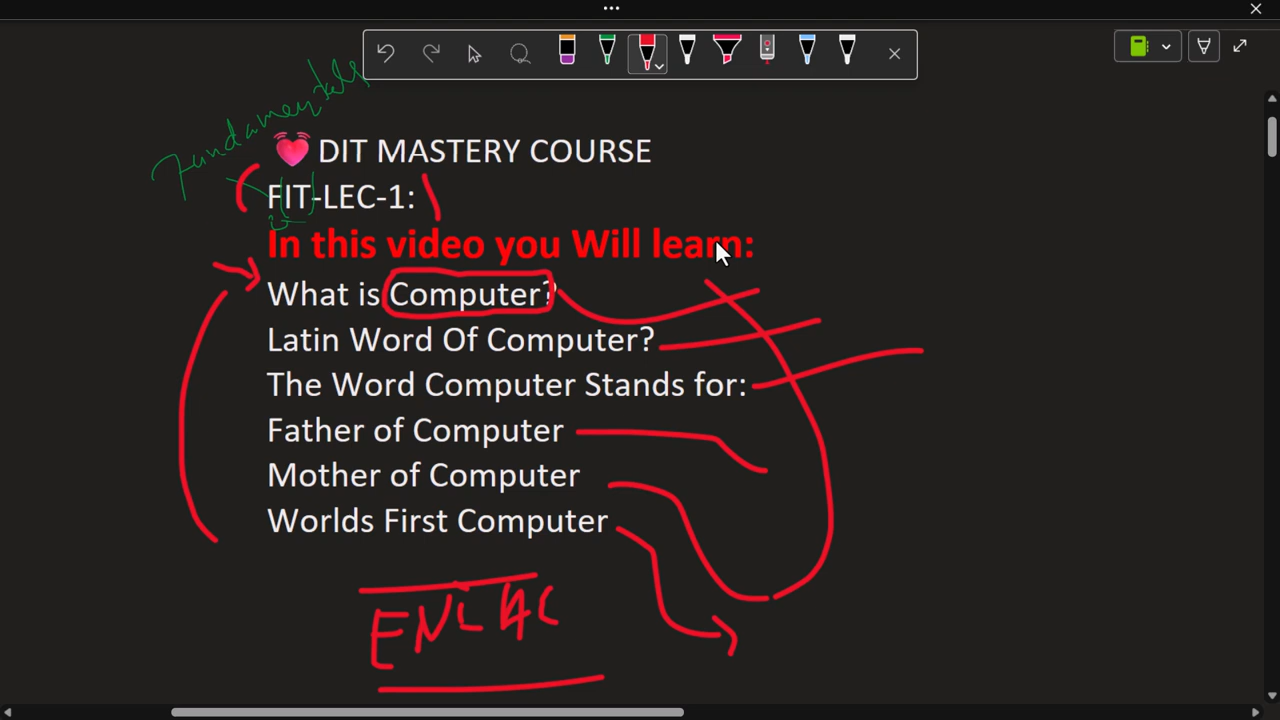 Fundamentals
DIT MASTERY COURSE
FIT-LEC-1:
In this video you Will learn:
What is Computer?
Latin Word Of Computer?
The Word Computer Stands for:
Father of Computer
Mother of Computer
Worlds First Computer
ENIAC